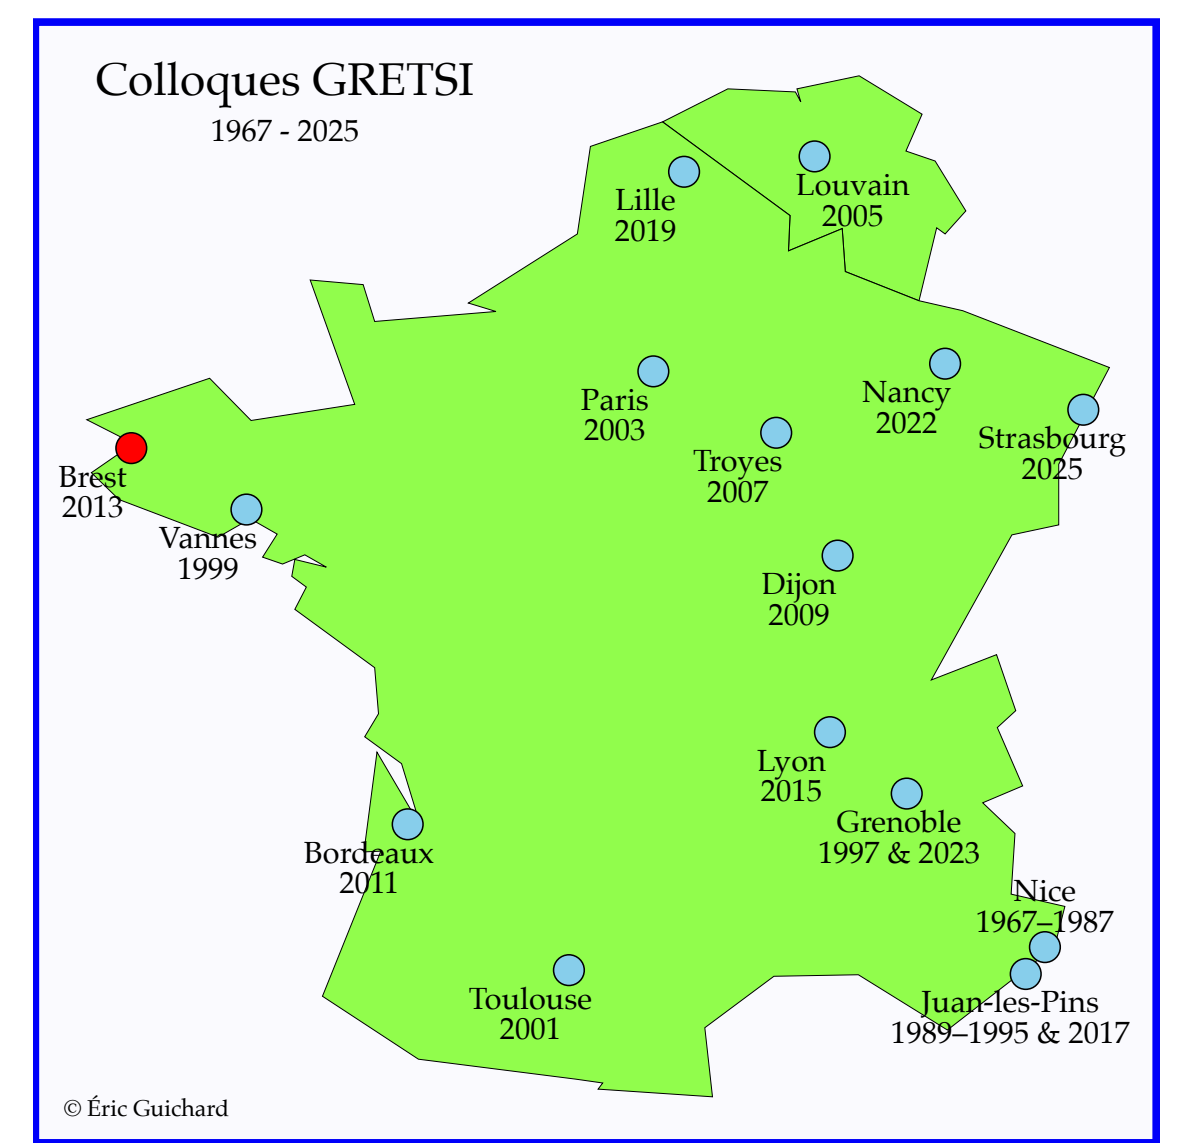 Colloques GRETSI
1967 - 2025
Lille
2019
Louvain
2005
Paris
2003
Nancy
2022
Strasbourg
2025
Troyes
2007
Brest
2013
Vannes
1999
Dijon
2009
Lyon
2015
Grenoble
1997 & 2023
Bordeaux
2011
Nice
1967–1987
Toulouse
2001
Juan-les-Pins
1989–1995 & 2017
© Éric Guichard